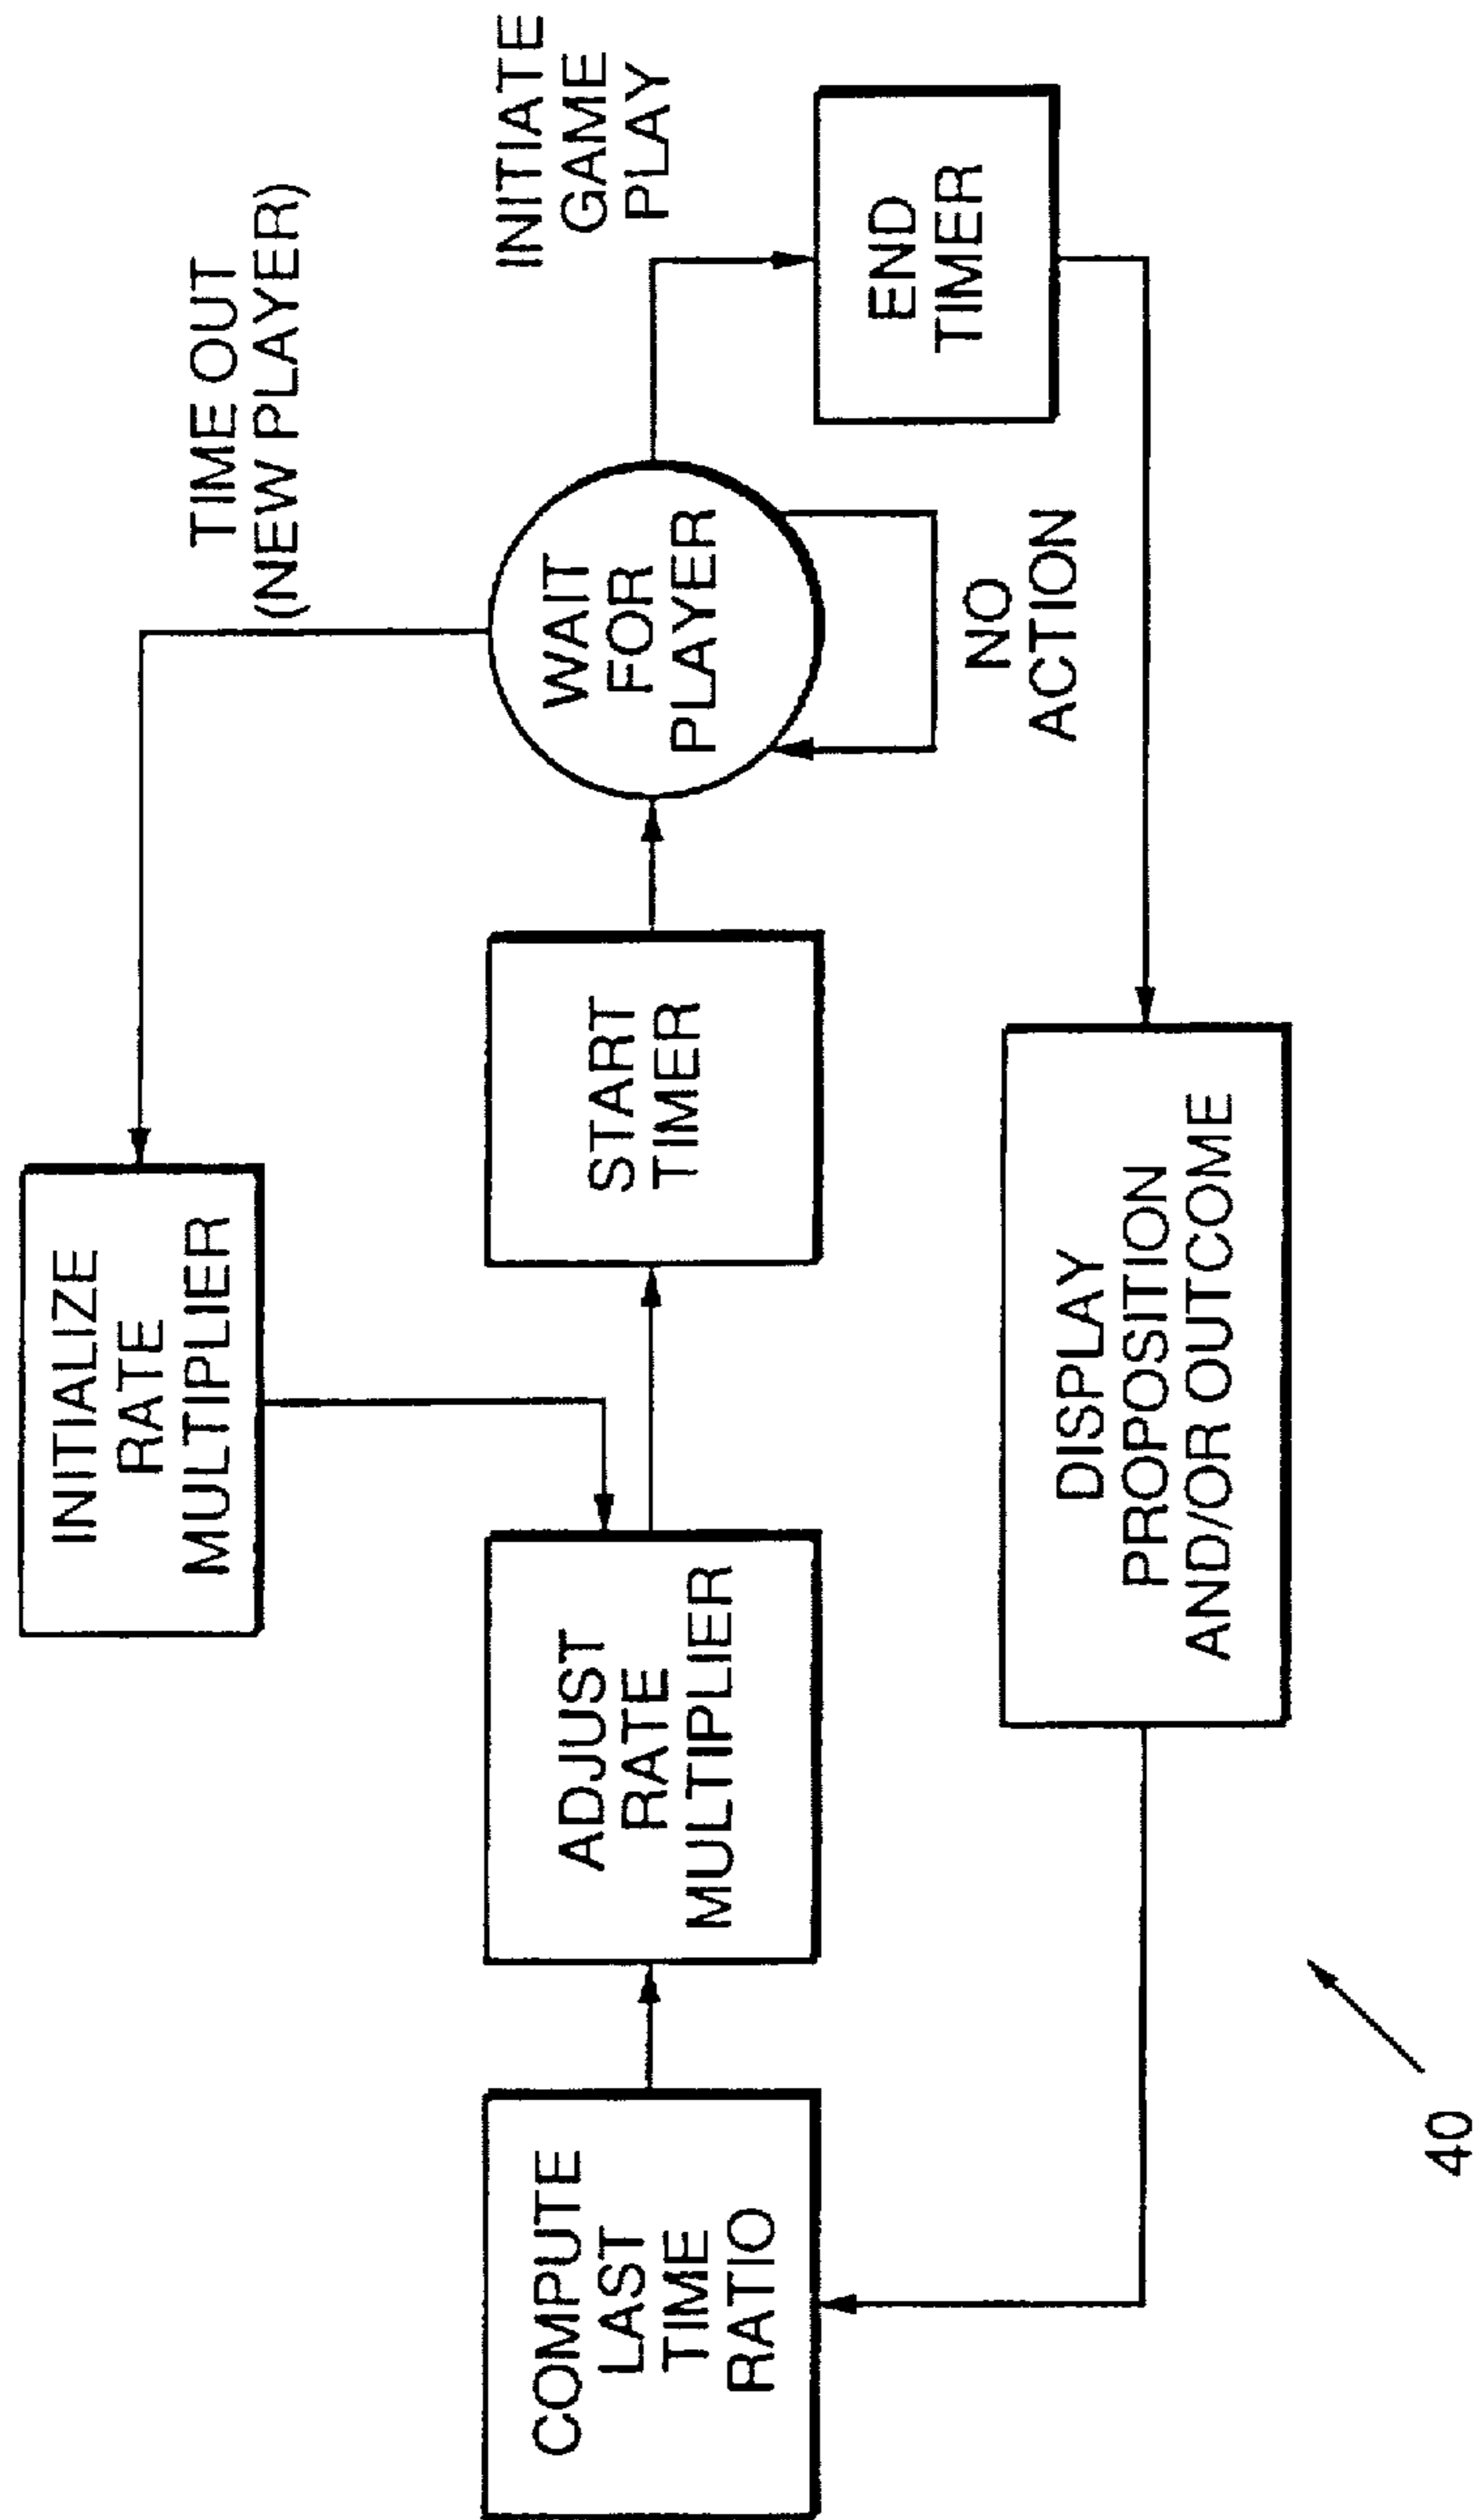 TIME OUT
(NEW PLAYER)
INITIALIZE
RATE
MULTIPLIER
INITIATE
GAME
PLAY
COMPUTE
LAST
TIME
RATIO
ADJUST
RATE
MULTIPLIER
START
TIMER
WAIT
FOR
PLAYER
END
TIMER
NO
ACTION
DISPLAY
PROPOSITION
AND/OR OUTCOME
40